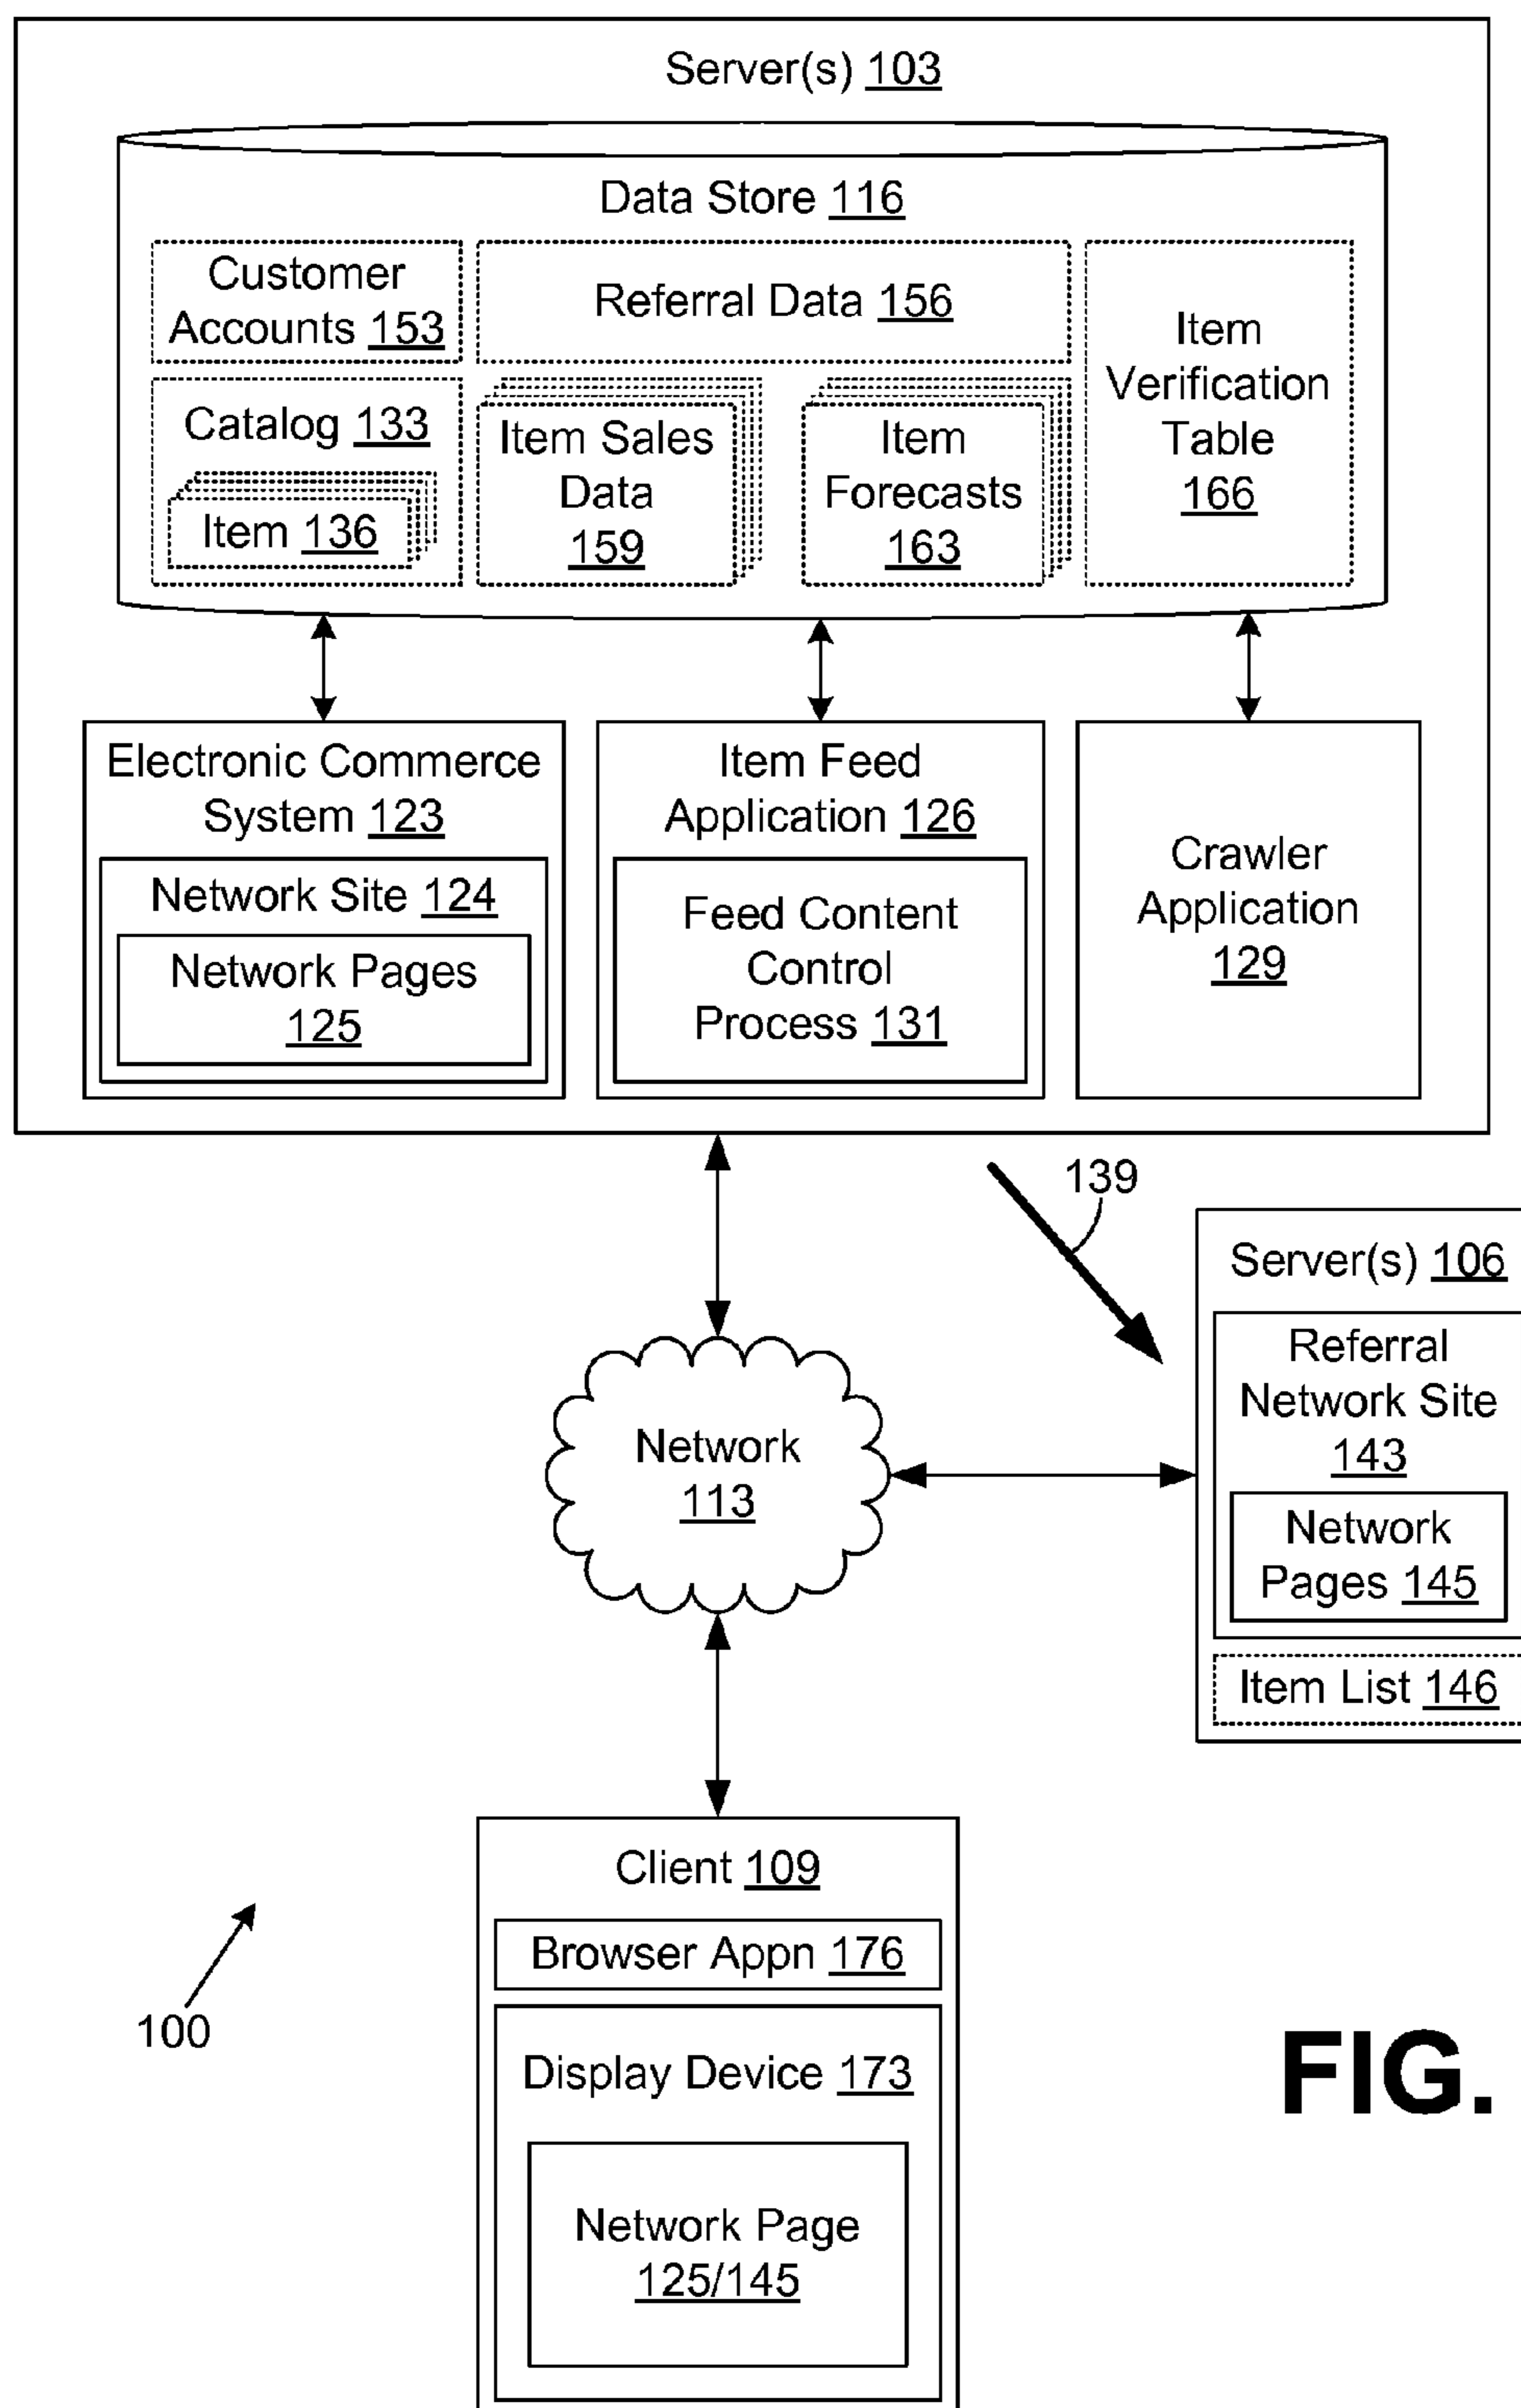 Server(s) 103
Data Store 116
Customer
Accounts 153
Referral Data 156
Item
Verification
Table
166
Catalog 133
Item 136
Item Sales
Data
159
Item
Forecasts
163
Electronic Commerce
System 123
Network Site 124
Network Pages
125
Item Feed
Application 126
Feed Content
Control
Process 131
Crawler
Application
129
139
Server(s) 106
Referral
Network Site
143
Network
Pages 145
Item List 146
Network
113
Client 109
Browser Appn 176
Display Device 173
Network Page
125/145
100
FIG.